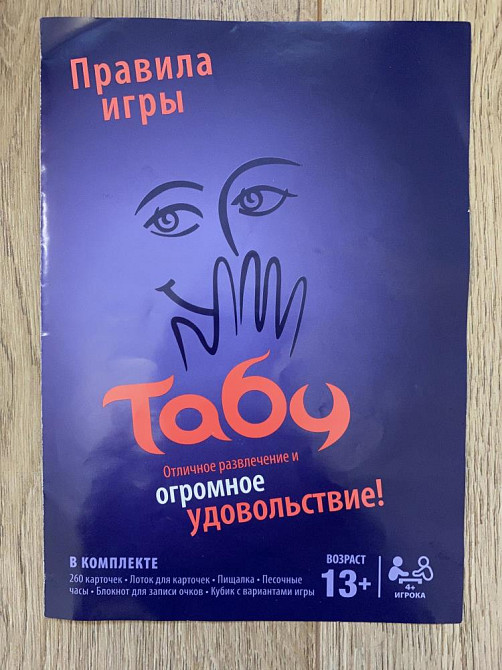 Правила
игры
Табу
Отличное развлечение и
огромное
удовольствие!
В КОМПЛЕКТЕ
260 карточек • Лоток для карточек • Пищалка • Песочные
часы • Блокнот для записи очков • Кубик с вариантами игры
ВОЗРАСТ
13+
4+
ИГРОКА